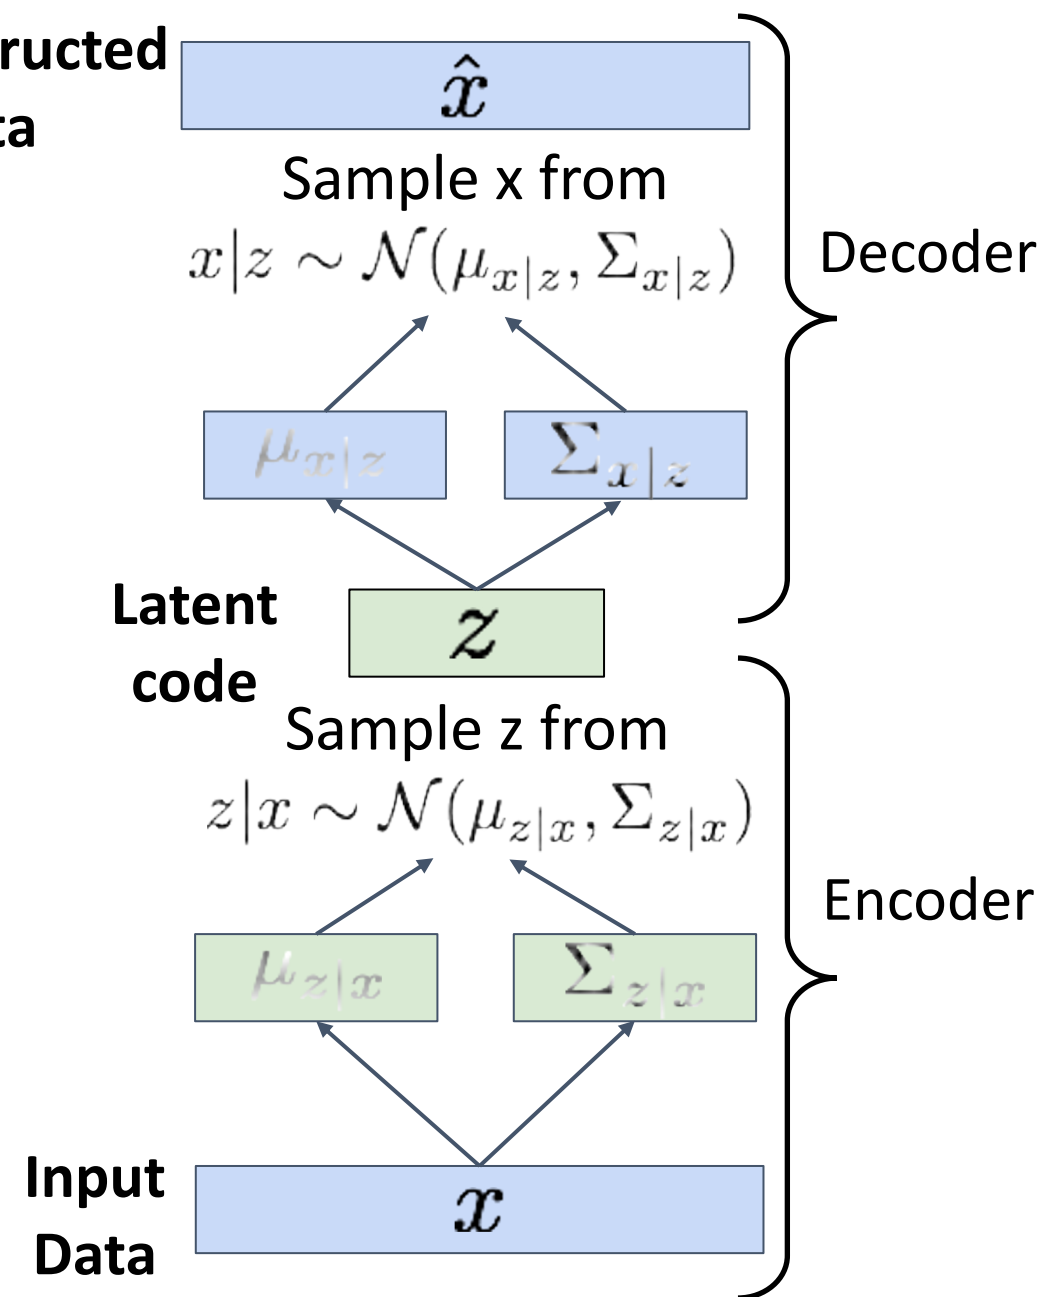 ructed
ta
x̂
Sample x from
x|z ∼ 𝒩(μ_{x|z}, Σ_{x|z})
Decoder
μ_{x|z}
Σ_{x|z}
Latent
code
z
Sample z from
z|x ∼ 𝒩(μ_{z|x}, Σ_{z|x})
Encoder
μ_{z|x}
Σ_{z|x}
Input
Data
x